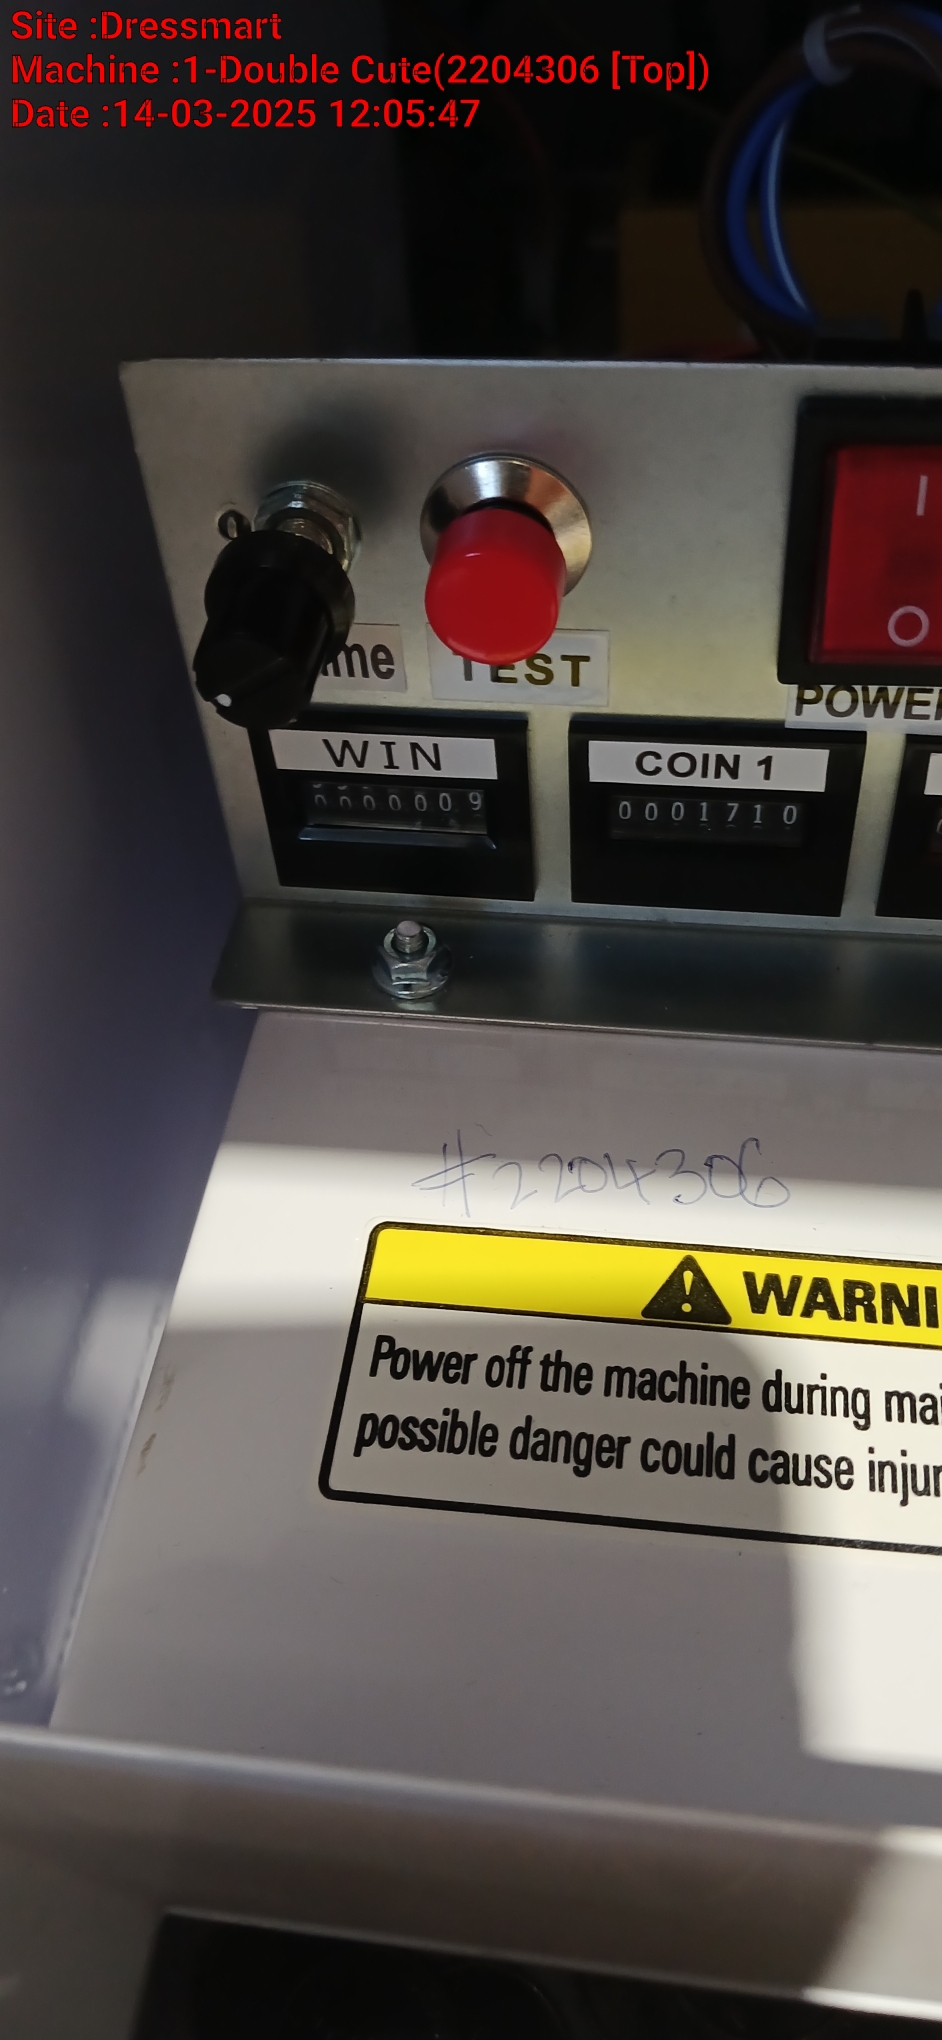 Site :Dressmart
Machine :1-Double Cute(2204306 [Top])
Date :14-03-2025 12:05:47
I
O
me
TEST
POWE
WIN
COIN 1
0000009
0001710
#2204306
WARNI
Power off the machine during mai
possible danger could cause injur